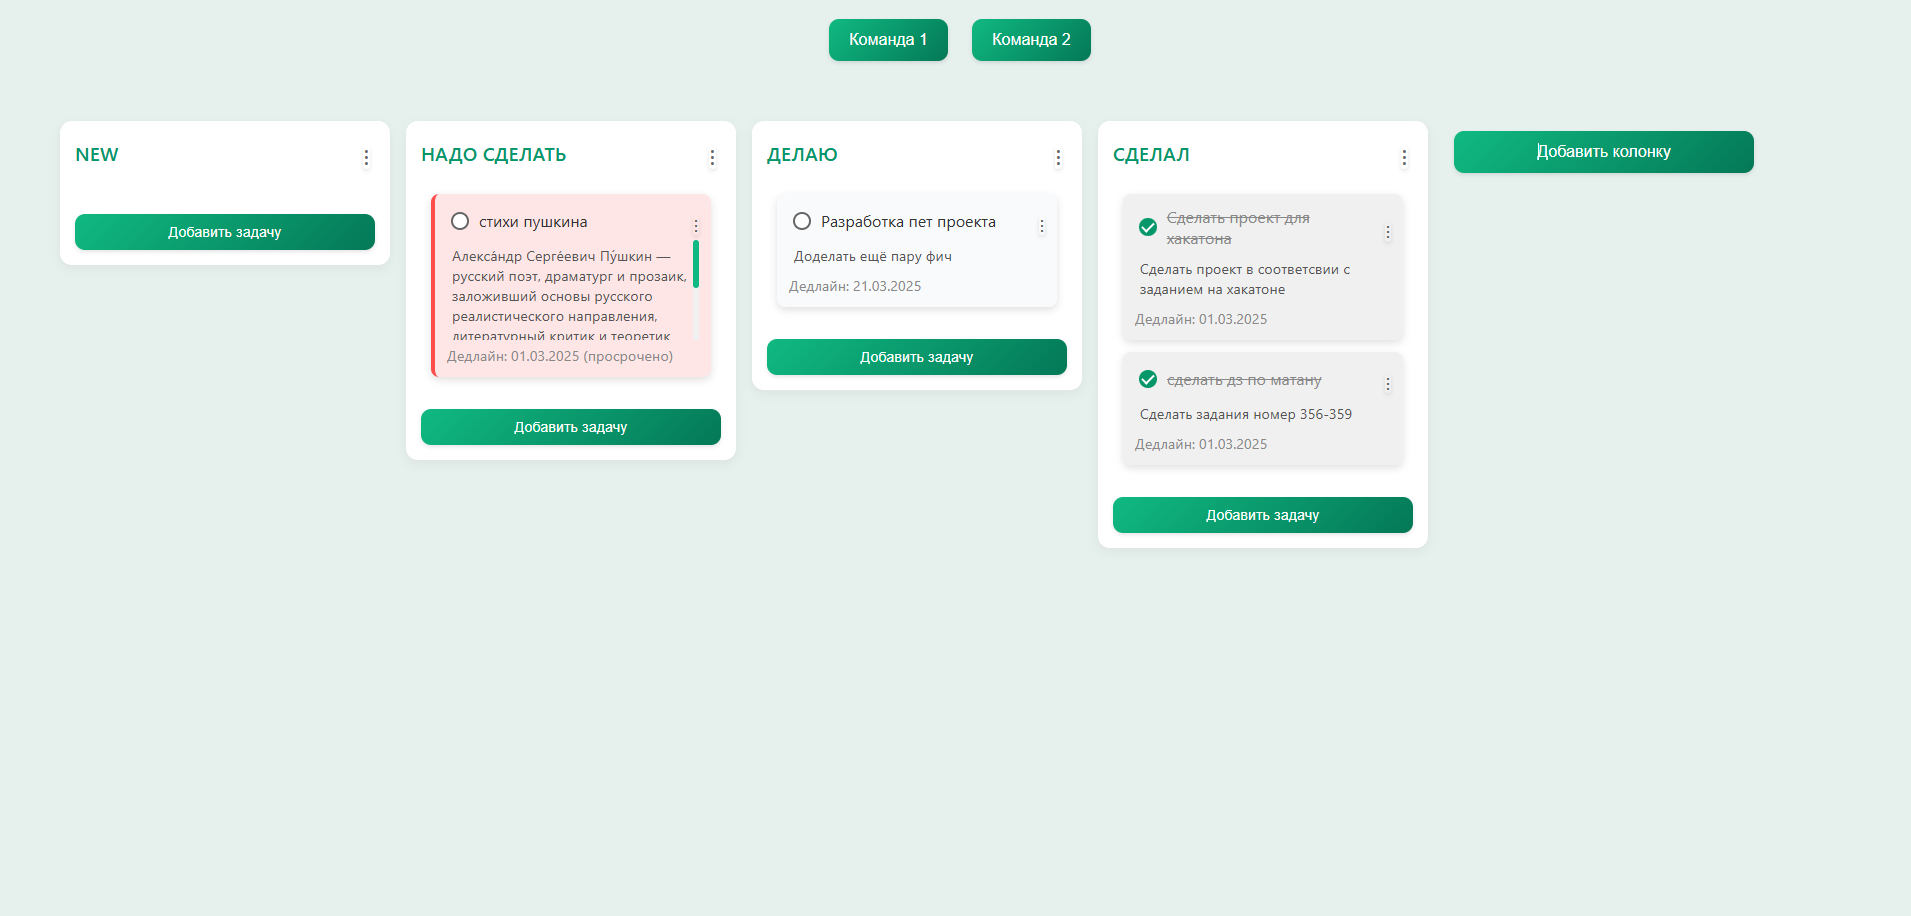 Команда 1
Команда 2
NEW
Добавить задачу
НАДО СДЕЛАТЬ
стихи пушкина
Алекса́ндр Серге́евич Пу́шкин —
русский поэт, драматург и прозаик,
заложивший основы русского
реалистического направления,
литературный критик и теоретик
Дедлайн: 01.03.2025 (просрочено)
Добавить задачу
ДЕЛАЮ
Разработка пет проекта
Доделать ещё пару фич
Дедлайн: 21.03.2025
Добавить задачу
СДЕЛАЛ
Сделать проект для
хакатона
Сделать проект в соответсвии с
заданием на хакатоне
Дедлайн: 01.03.2025
сделать дз по матану
Сделать задания номер 356-359
Дедлайн: 01.03.2025
Добавить задачу
Добавить колонку